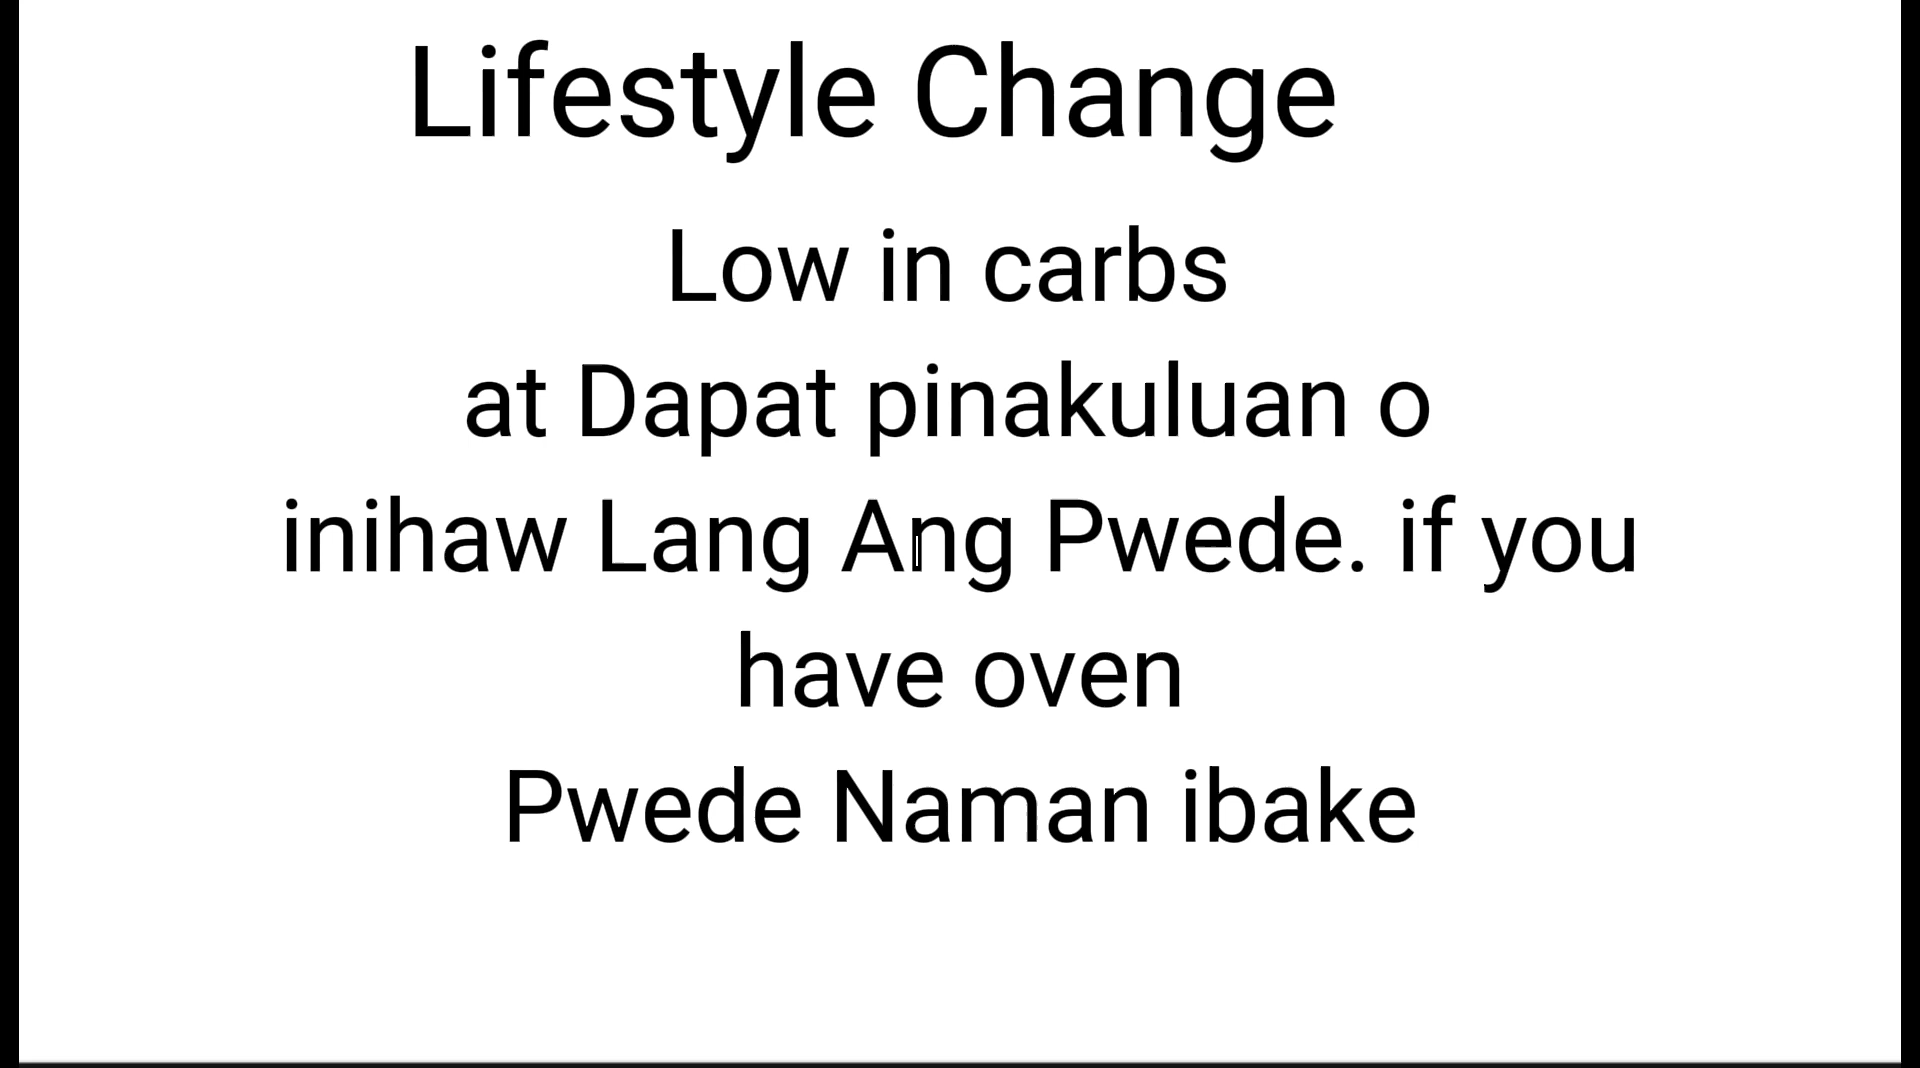 Lifestyle Change
Low in carbs
at Dapat pinakuluan o
inihaw Lang Ang Pwede. if you
have oven
Pwede Naman ibake